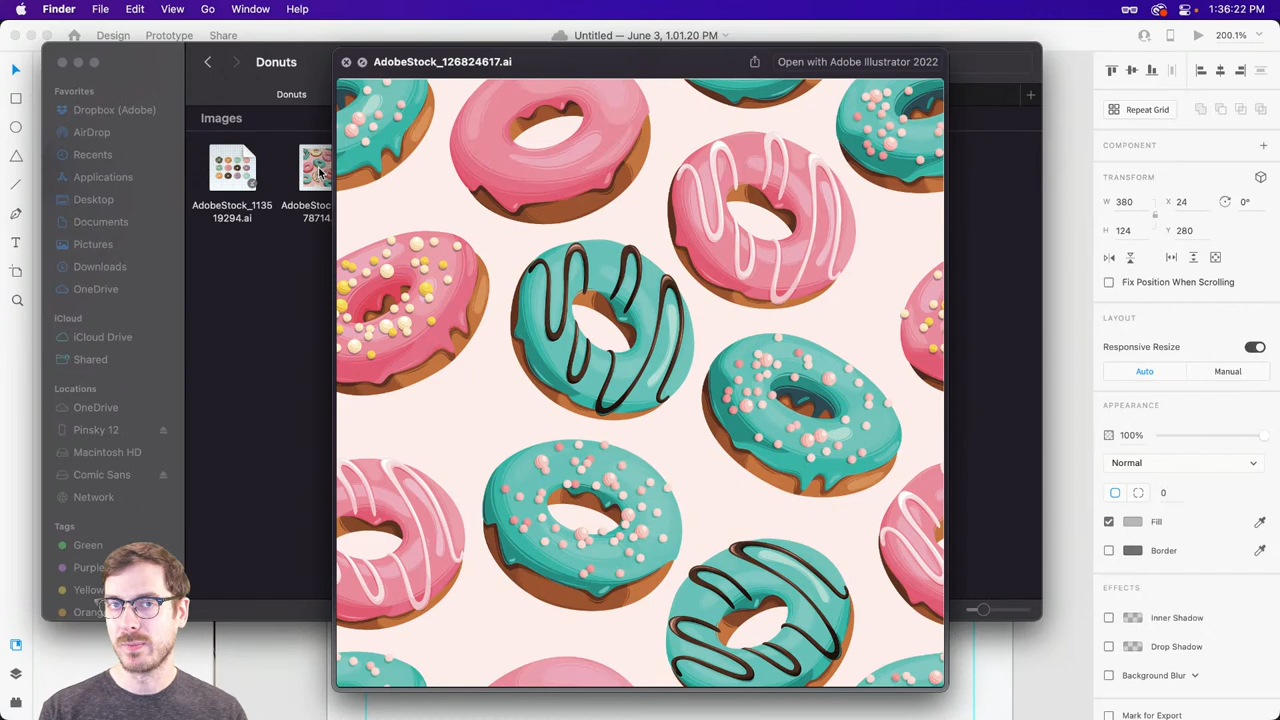 Finder File Edit View Go Window Help 1:36:22 PM
Design Prototype Share Untitled — June 3, 1.01.20 PM 200.1%
Donuts
AdobeStock_126824617.ai
Open with Adobe Illustrator 2022
Donuts
Images
AdobeStock_1135
19294.ai
AdobeStoc
78714.
Favorites
Dropbox (Adobe)
AirDrop
Recents
Applications
Desktop
Documents
Pictures
Downloads
OneDrive
iCloud
iCloud Drive
Shared
Locations
OneDrive
Pinsky 12
Macintosh HD
Comic Sans
Network
Tags
Green
Purple
Yellow
Repeat Grid
COMPONENT
TRANSFORM
W 380 X 24 0°
H 124 Y 280
Fix Position When Scrolling
LAYOUT
Responsive Resize
Auto Manual
APPEARANCE
100%
Normal
0
Fill
Border
EFFECTS
Inner Shadow
Drop Shadow
Background Blur
Mark for Export